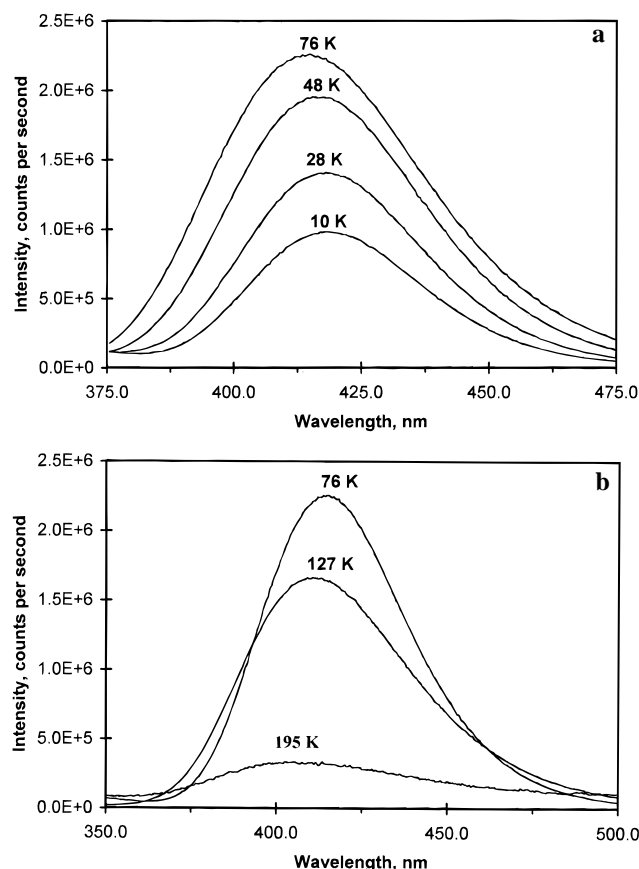 a
2.5E+6
76 K
2.0E+6
48 K
1.5E+6
28 K
1.0E+6
10 K
5.0E+5
0.0E+0
Intensity, counts per second
375.0 400.0 425.0 450.0 475.0
Wavelength, nm
b
2.5E+6
76 K
2.0E+6
127 K
1.5E+6
1.0E+6
5.0E+5
195 K
0.0E+0
Intensity, counts per second
350.0 400.0 450.0 500.0
Wavelength, nm